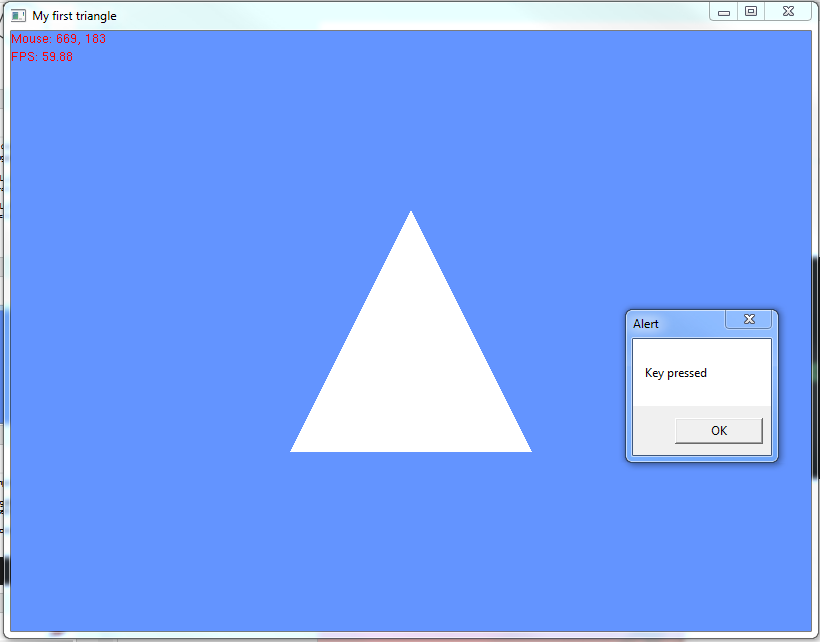 My first triangle
Mouse: 669, 183
FPS: 59.88
Alert
Key pressed
OK